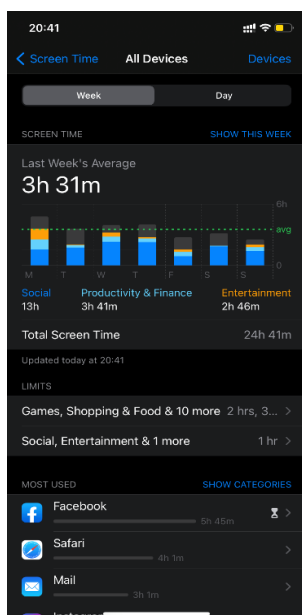 20:41
Screen Time All Devices Devices
Week Day
SCREEN TIME SHOW THIS WEEK
Last Week's Average
3h 31m
6h
avg
0
M T W T F S S
Social Productivity & Finance Entertainment
13h 3h 41m 2h 46m
Total Screen Time 24h 41m
Updated today at 20:41
LIMITS
Games, Shopping & Food & 10 more 2 hrs, 3...
Social, Entertainment & 1 more 1 hr
MOST USED SHOW CATEGORIES
Facebook
5h 45m
Safari
4h 1m
Mail
3h 1m